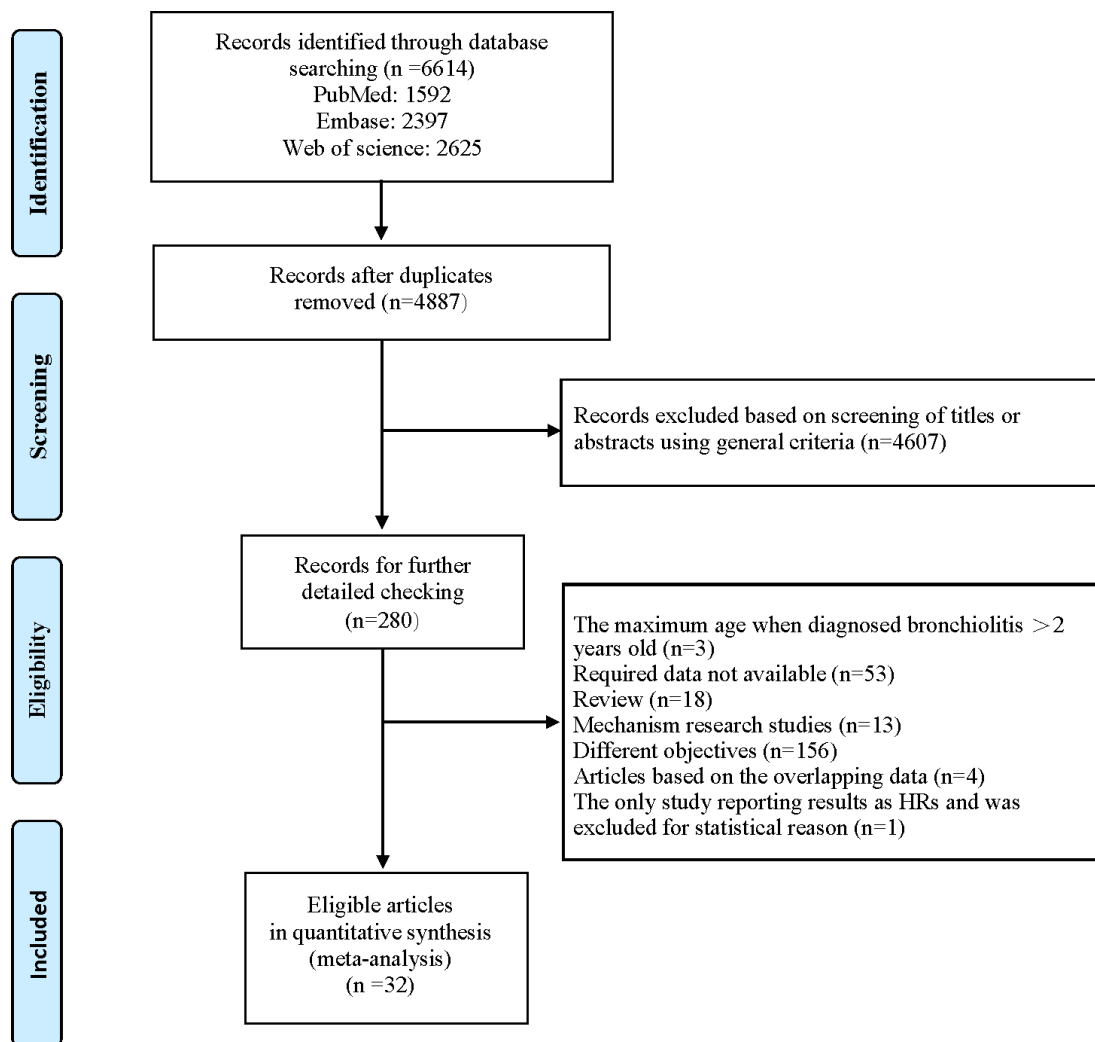 Identification
Records identified through database
searching (n =6614)
PubMed: 1592
Embase: 2397
Web of science: 2625
Records after duplicates
removed (n=4887)
Screening
Records excluded based on screening of titles or
abstracts using general criteria (n=4607)
Eligibility
Records for further
detailed checking
(n=280)
The maximum age when diagnosed bronchiolitis >2
years old (n=3)
Required data not available (n=53)
Review (n=18)
Mechanism research studies (n=13)
Different objectives (n=156)
Articles based on the overlapping data (n=4)
The only study reporting results as HRs and was
excluded for statistical reason (n=1)
Included
Eligible articles
in quantitative synthesis
(meta-analysis)
(n =32)